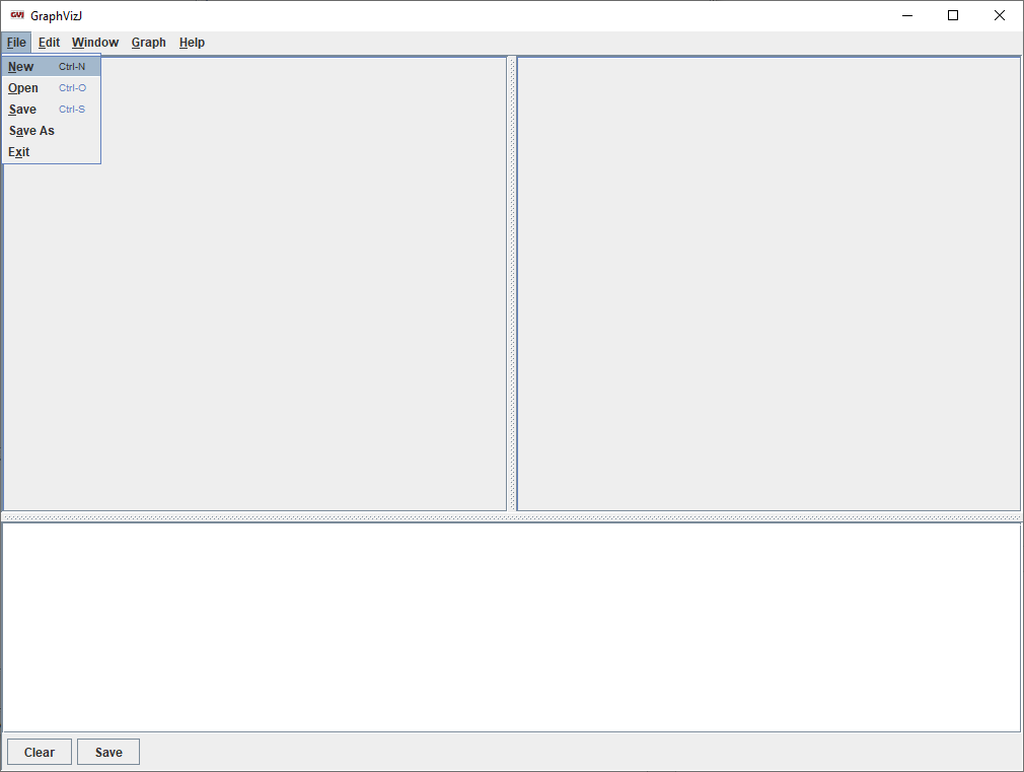 GVJ GraphVizJ
File Edit Window Graph Help
New Ctrl-N
Open Ctrl-O
Save Ctrl-S
Save As
Exit
Clear Save